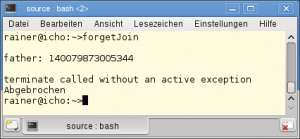 source : bash <2>
Datei Bearbeiten Ansicht Lesezeichen Einstellungen Hilfe
rainer@icho:~>forgetJoin
father: 140079873005344
terminate called without an active exception
Abgebrochen
rainer@icho:~>
source : bash